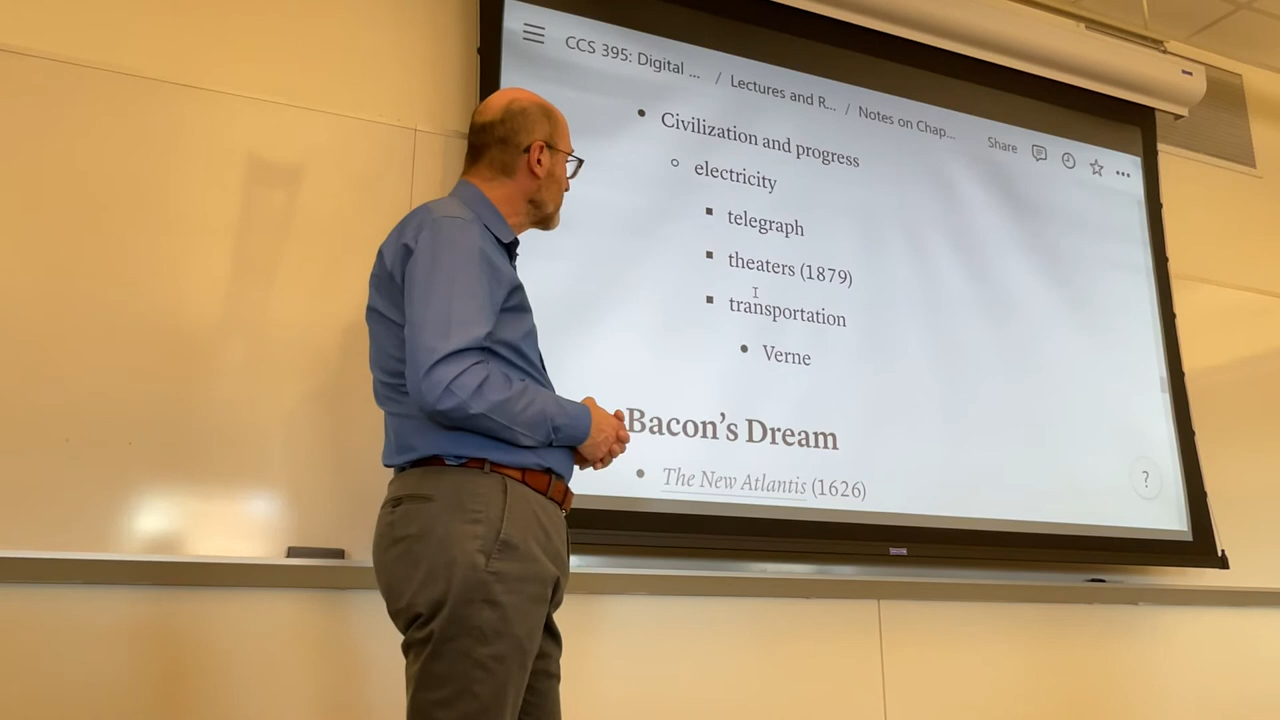 CCS 395: Digital ... / Lectures and R... / Notes on Chap...
Share
Civilization and progress
electricity
telegraph
theaters (1879)
transportation
Verne
Bacon's Dream
The New Atlantis (1626)
?